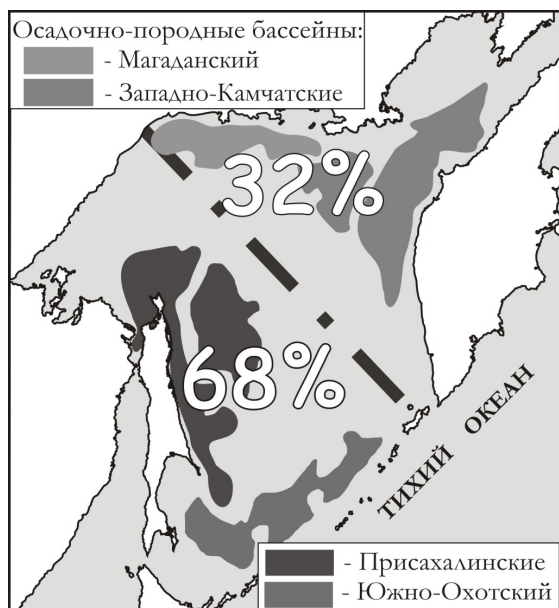 Осадочно-породные бассейны:
- Магаданский
- Западно-Камчатские
32%
68%
ТИХИЙ ОКЕАН
- Присахалинские
- Южно-Охотский